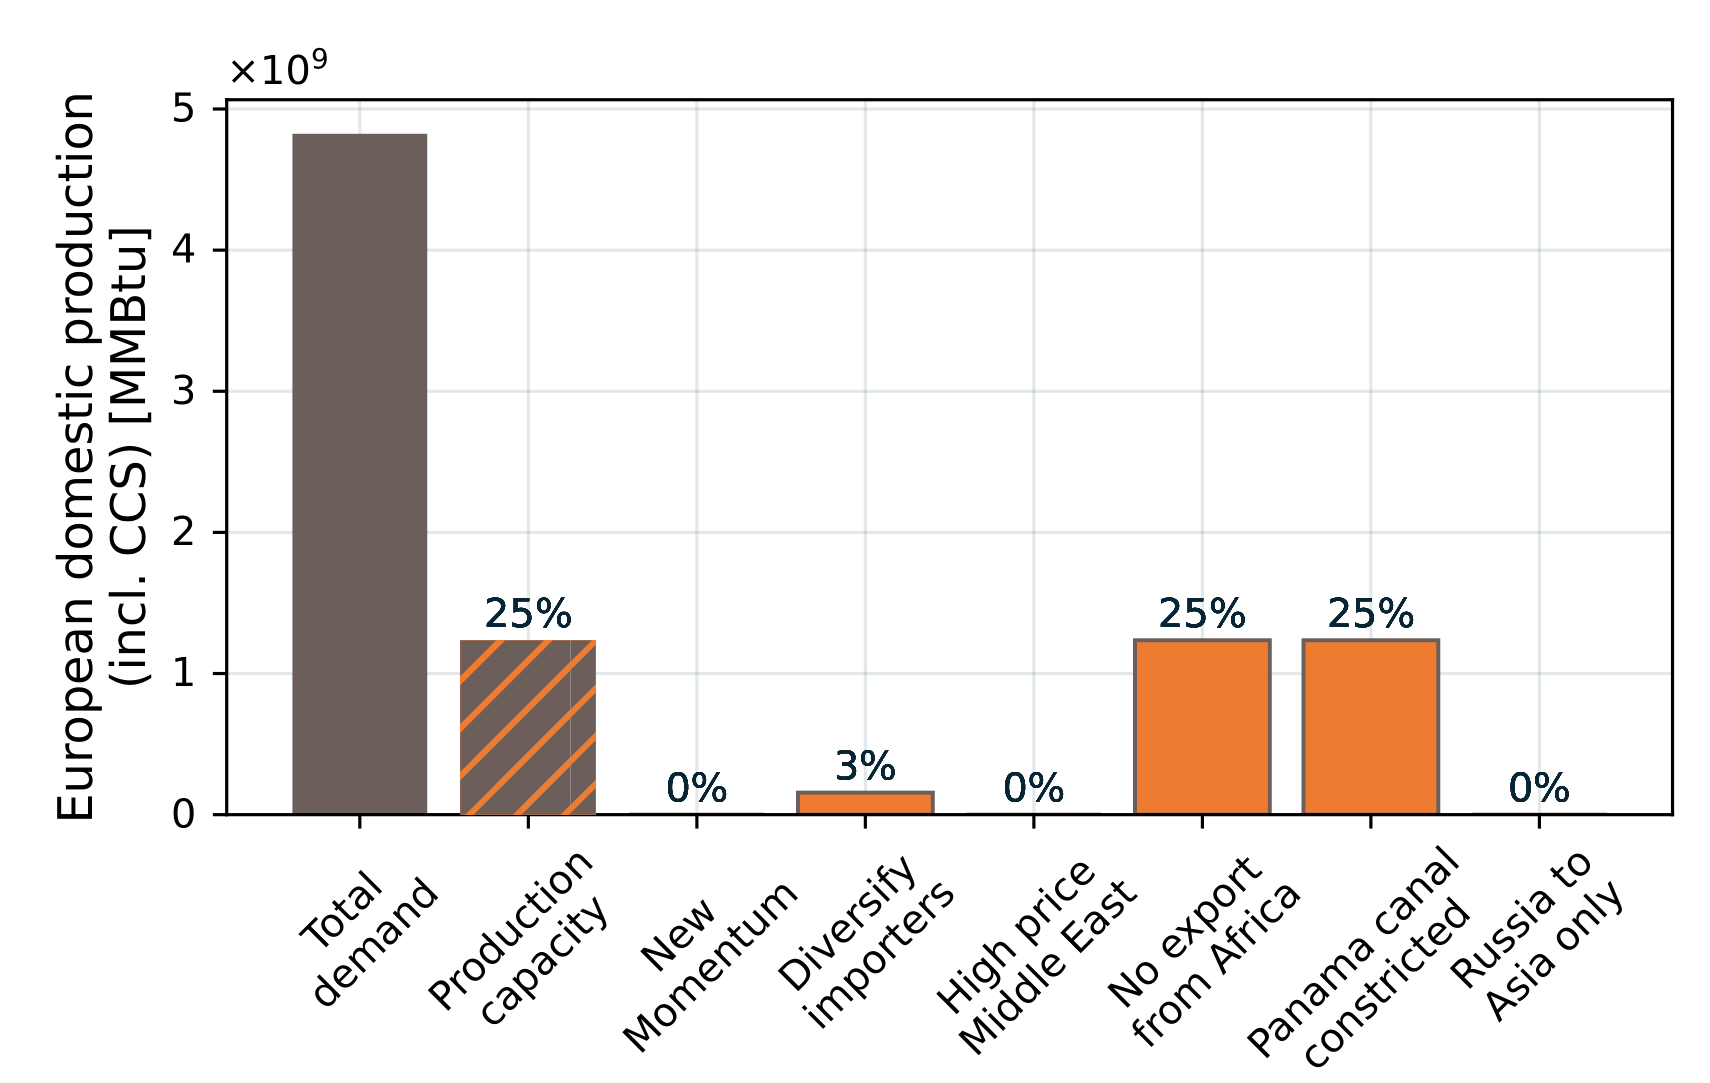 ×10⁹
European domestic production
(incl. CCS) [MMBtu]
5
4
3
2
1
0
25%
0%
3%
0%
25%
25%
0%
Total
demand
Production
capacity
New
Momentum
Diversify
importers
High price
Middle East
No export
from Africa
Panama canal
constricted
Russia to
Asia only